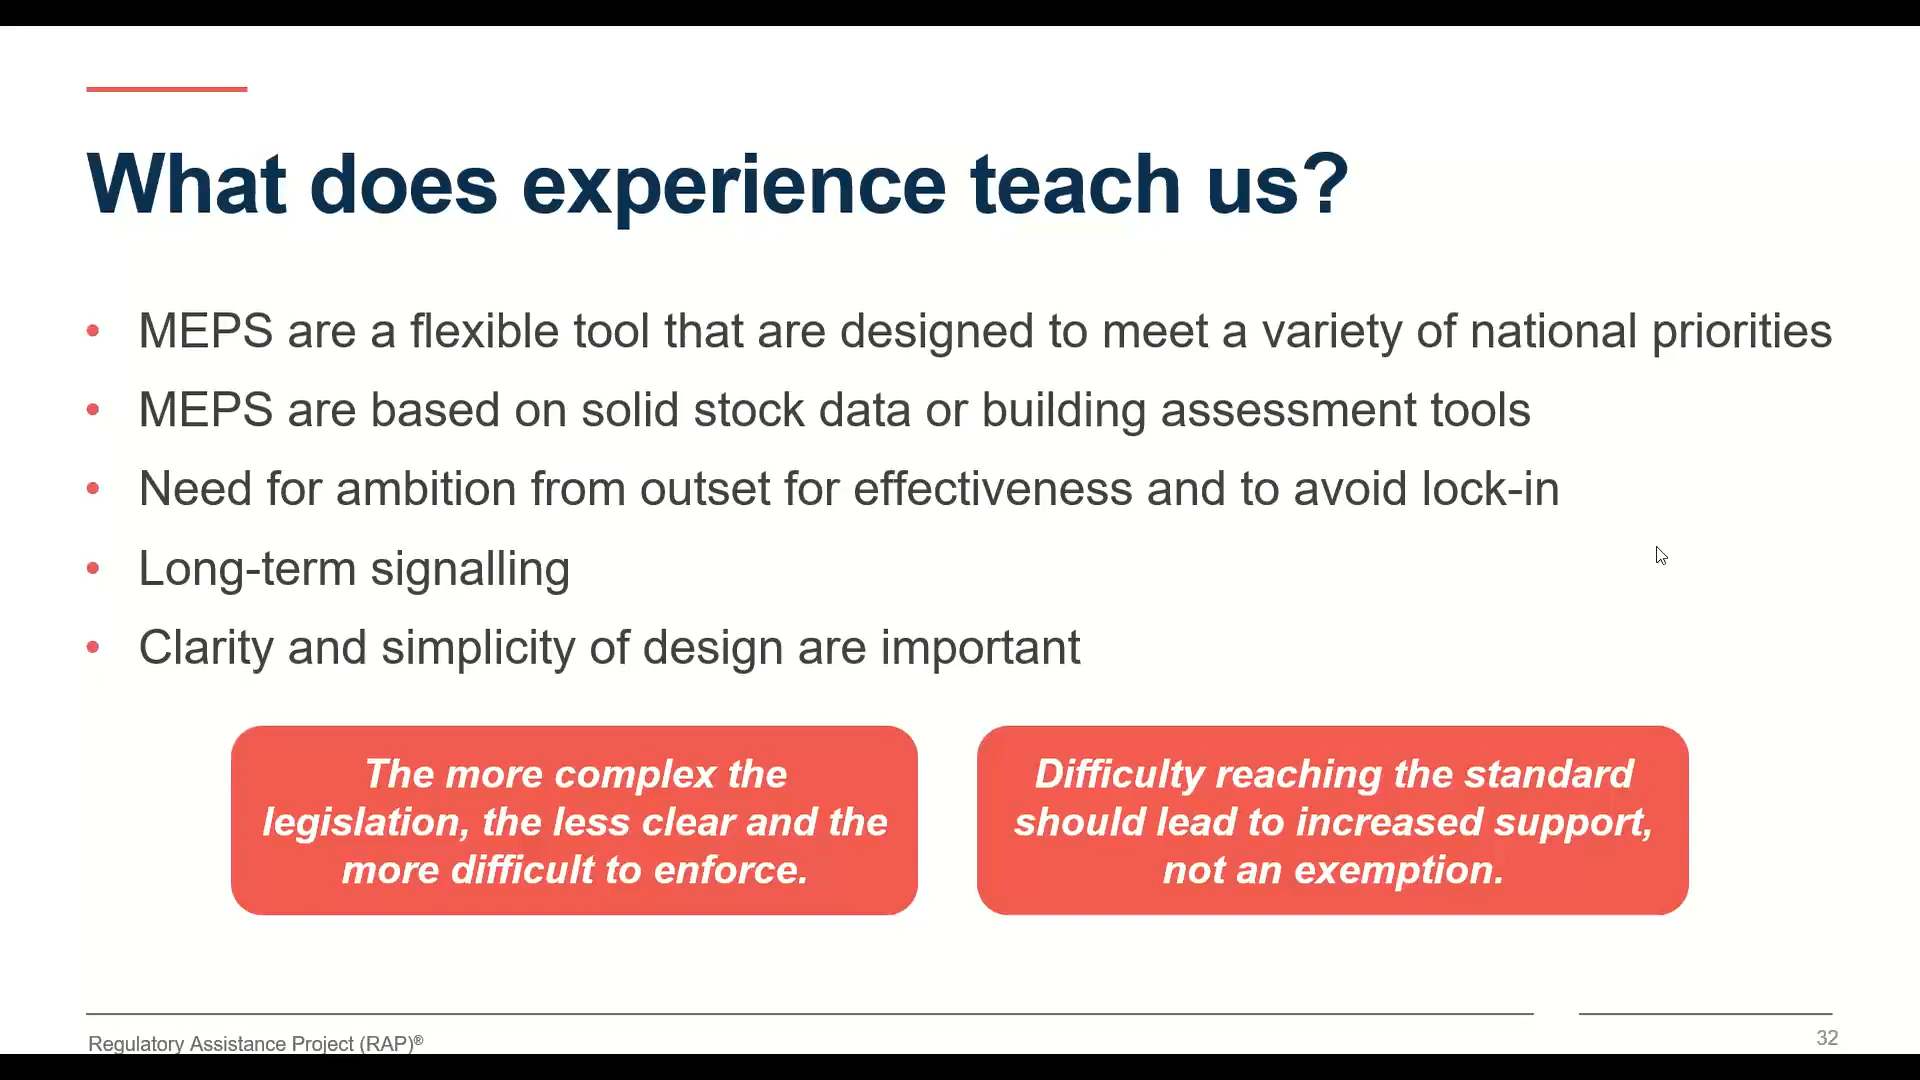 What does experience teach us?
• MEPS are a flexible tool that are designed to meet a variety of national priorities
• MEPS are based on solid stock data or building assessment tools
• Need for ambition from outset for effectiveness and to avoid lock-in
• Long-term signalling
• Clarity and simplicity of design are important
The more complex the
legislation, the less clear and the
more difficult to enforce.
Difficulty reaching the standard
should lead to increased support,
not an exemption.
Regulatory Assistance Project (RAP)®
32